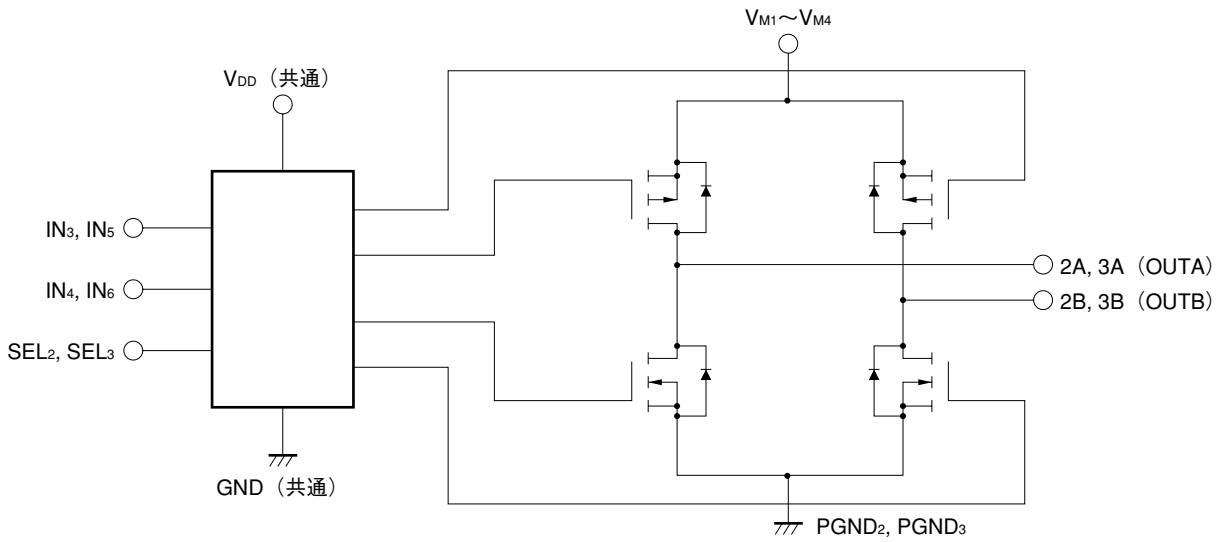 VM1～VM4
VDD（共通）
IN3, IN5
IN4, IN6
SEL2, SEL3
GND（共通）
2A, 3A（OUTA）
2B, 3B（OUTB）
PGND2, PGND3